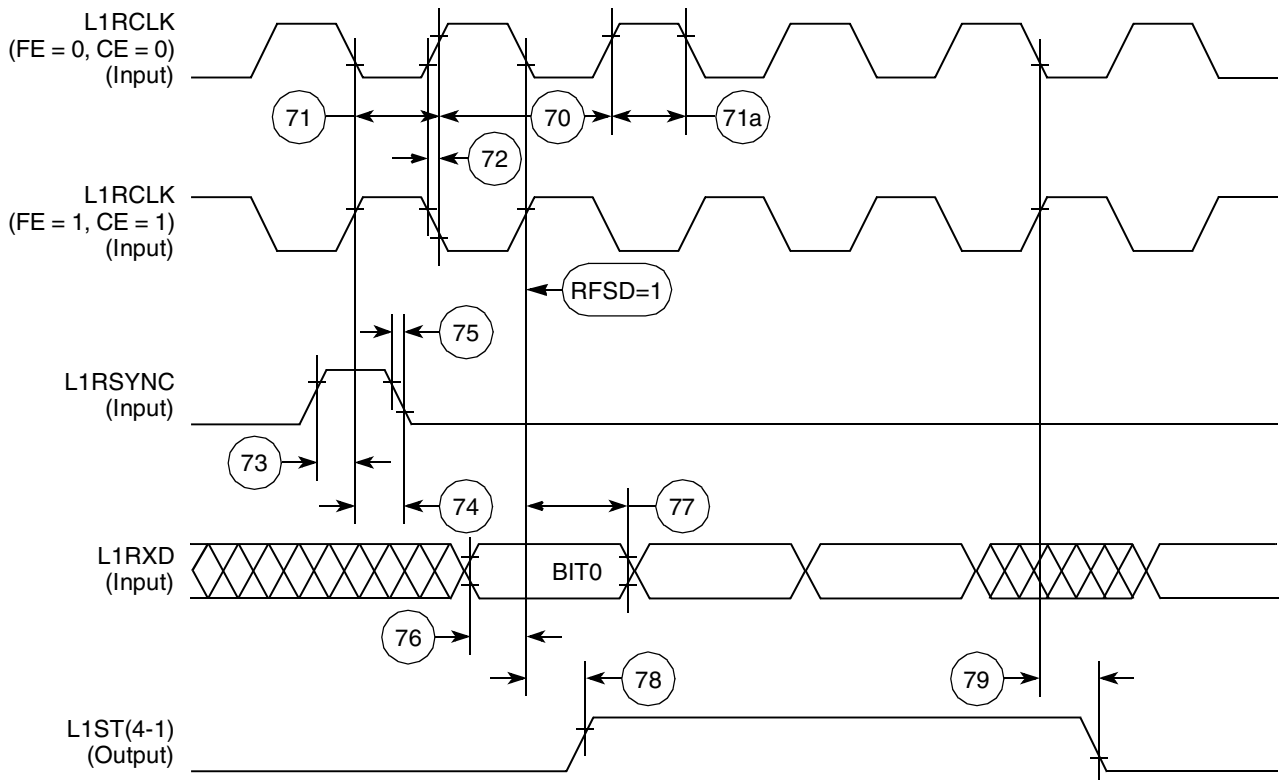 L1RCLK
(FE = 0, CE = 0)
(Input)
71
70
71a
72
L1RCLK
(FE = 1, CE = 1)
(Input)
RFSD=1
75
L1RSYNC
(Input)
73
74
77
L1RXD
(Input)
BIT0
76
78
79
L1ST(4-1)
(Output)